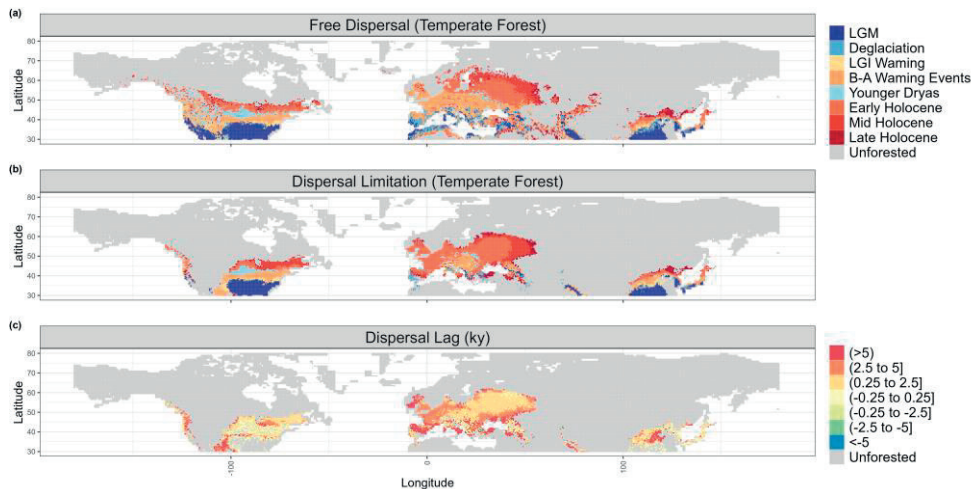 (a)
Free Dispersal (Temperate Forest)
Latitude
80
70
60
50
40
30
LGM
Deglaciation
LGI Waming
B-A Waming Events
Younger Dryas
Early Holocene
Mid Holocene
Late Holocene
Unforested
(b)
Dispersal Limitation (Temperate Forest)
Latitude
80
70
60
50
40
30
(c)
Dispersal Lag (ky)
Latitude
80
70
60
50
40
30
(>5)
(2.5 to 5]
(0.25 to 2.5]
(-0.25 to 0.25]
(-0.25 to -2.5]
(-2.5 to -5]
<-5
Unforested
-100
0
100
Longitude